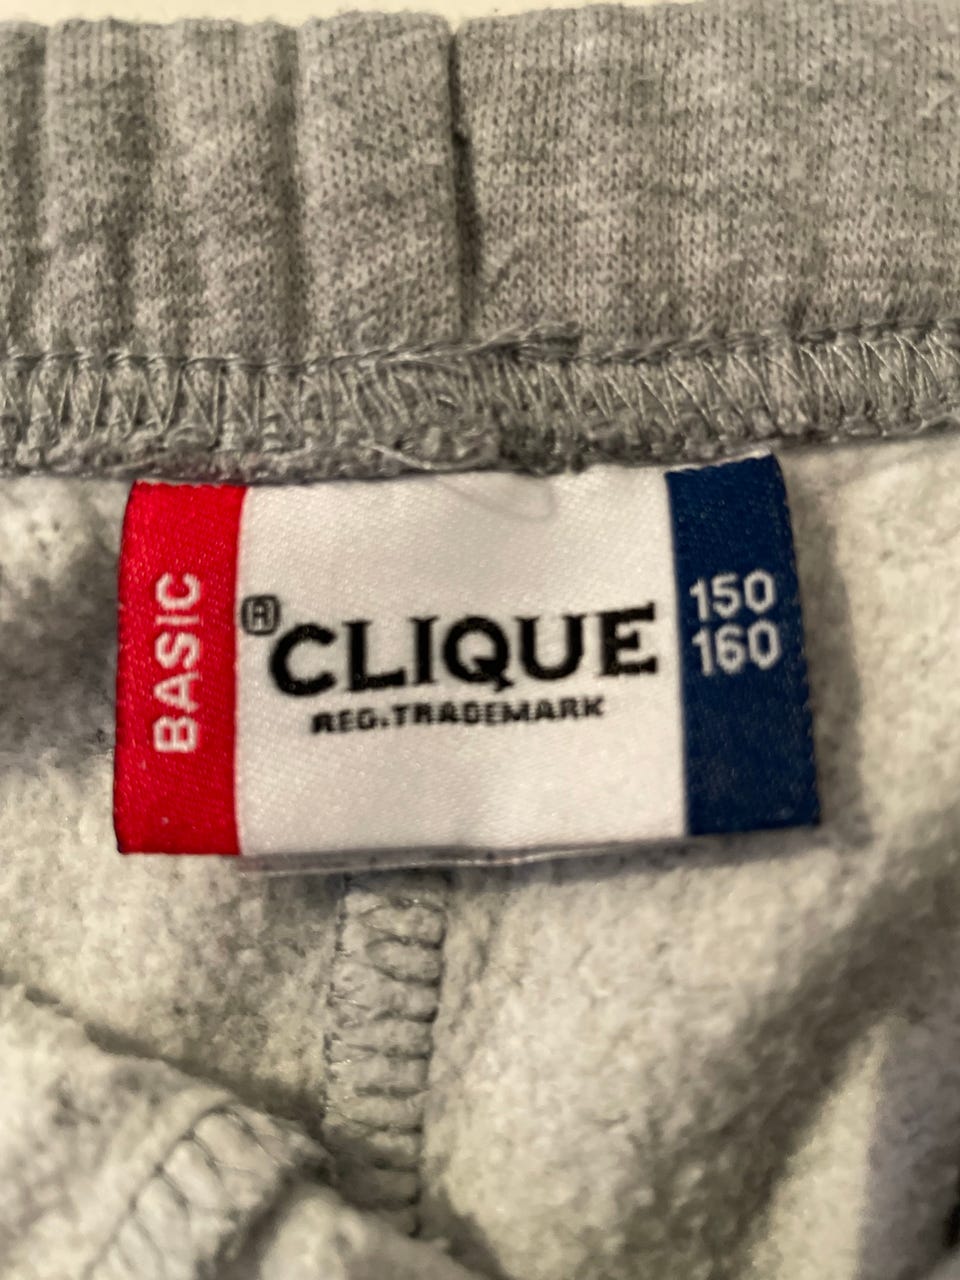 BASIC
®CLIQUE
REG.TRADEMARK
150
160